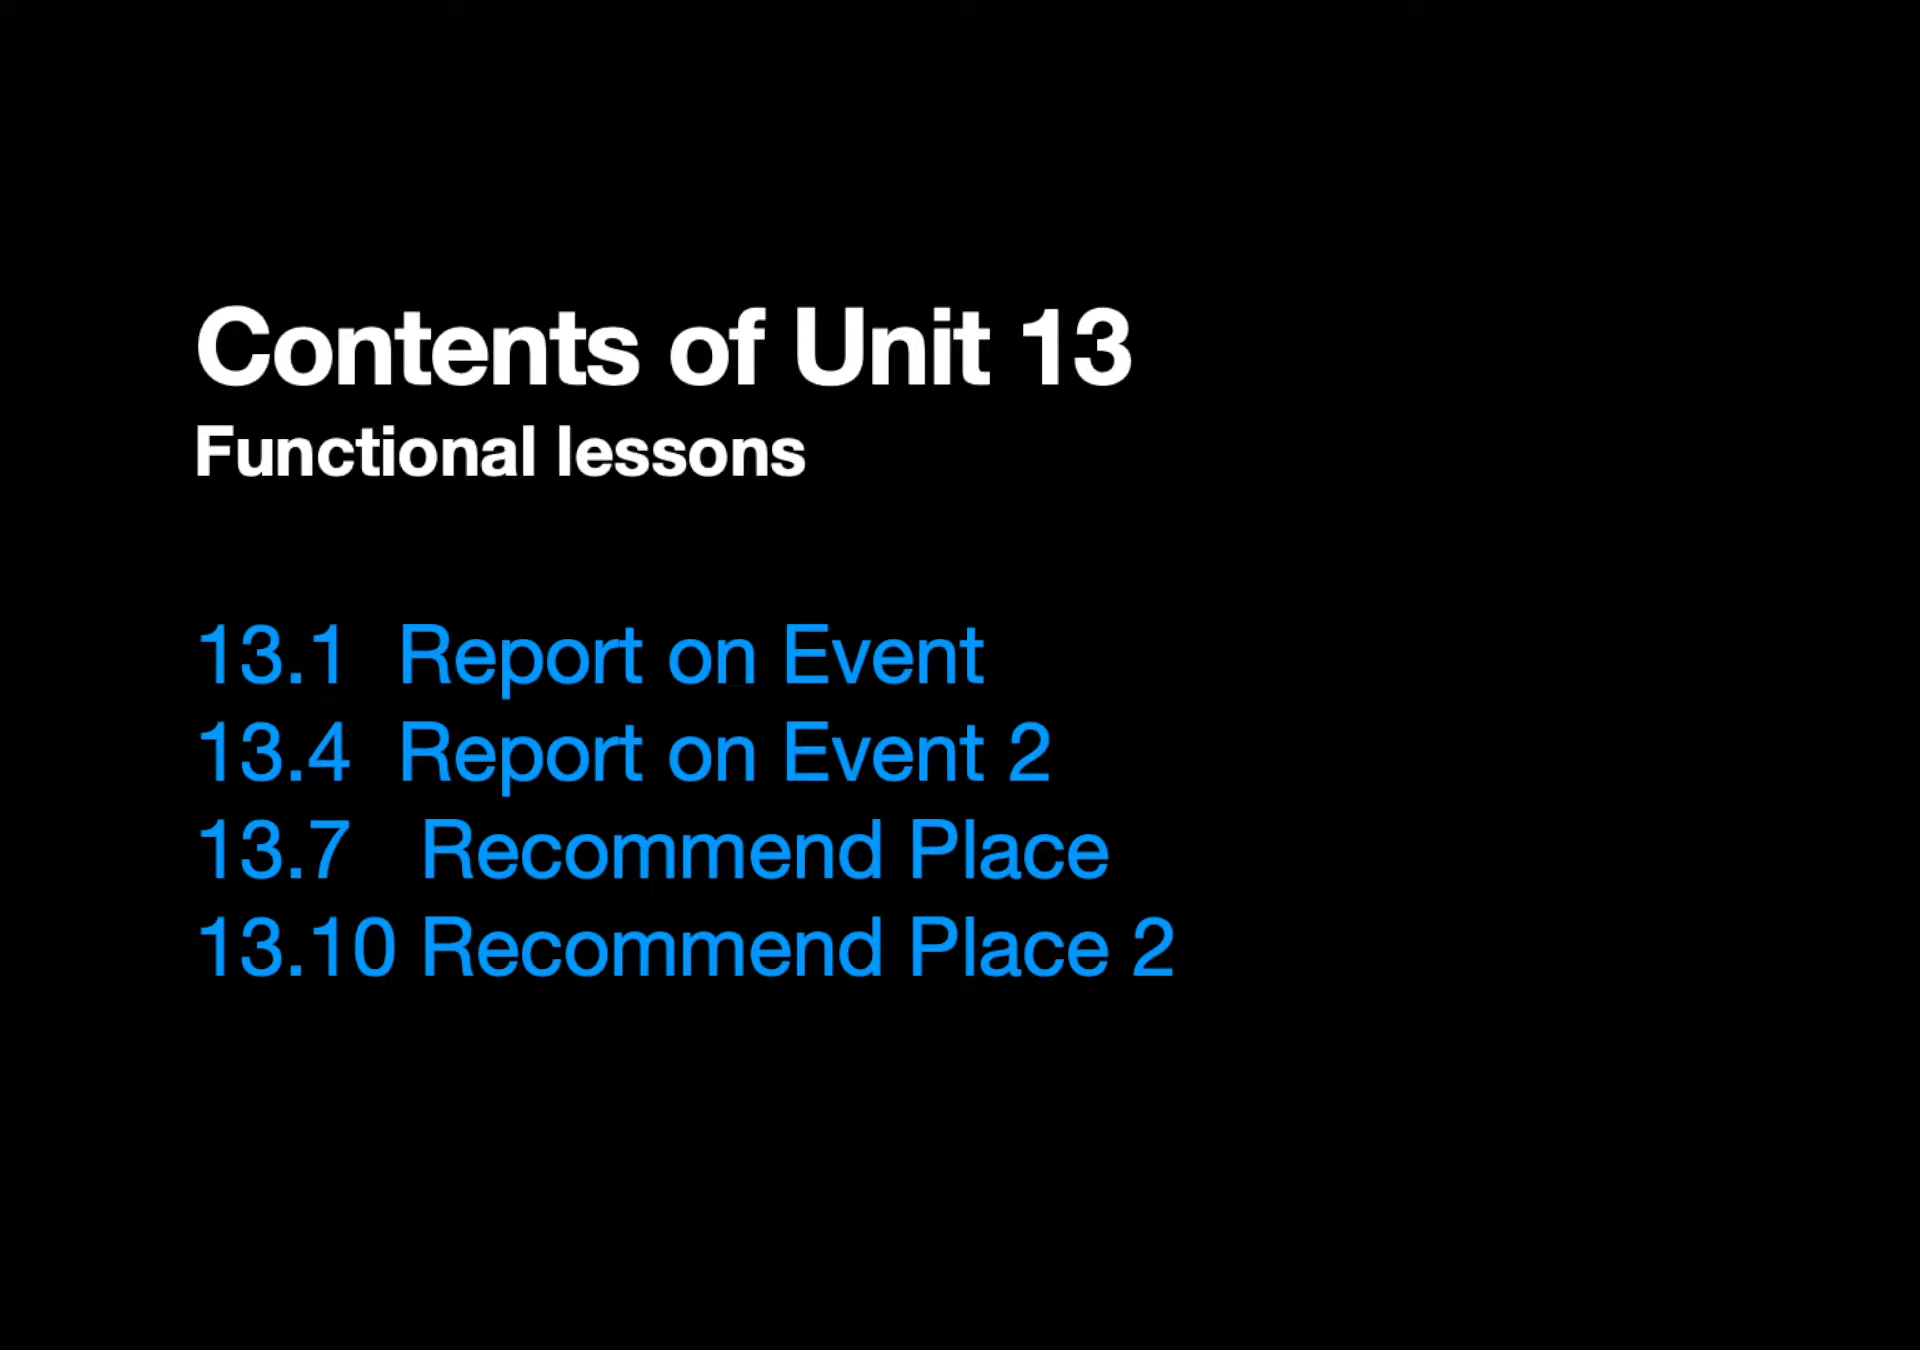 Contents of Unit 13
Functional lessons
13.1 Report on Event
13.4 Report on Event 2
13.7 Recommend Place
13.10 Recommend Place 2